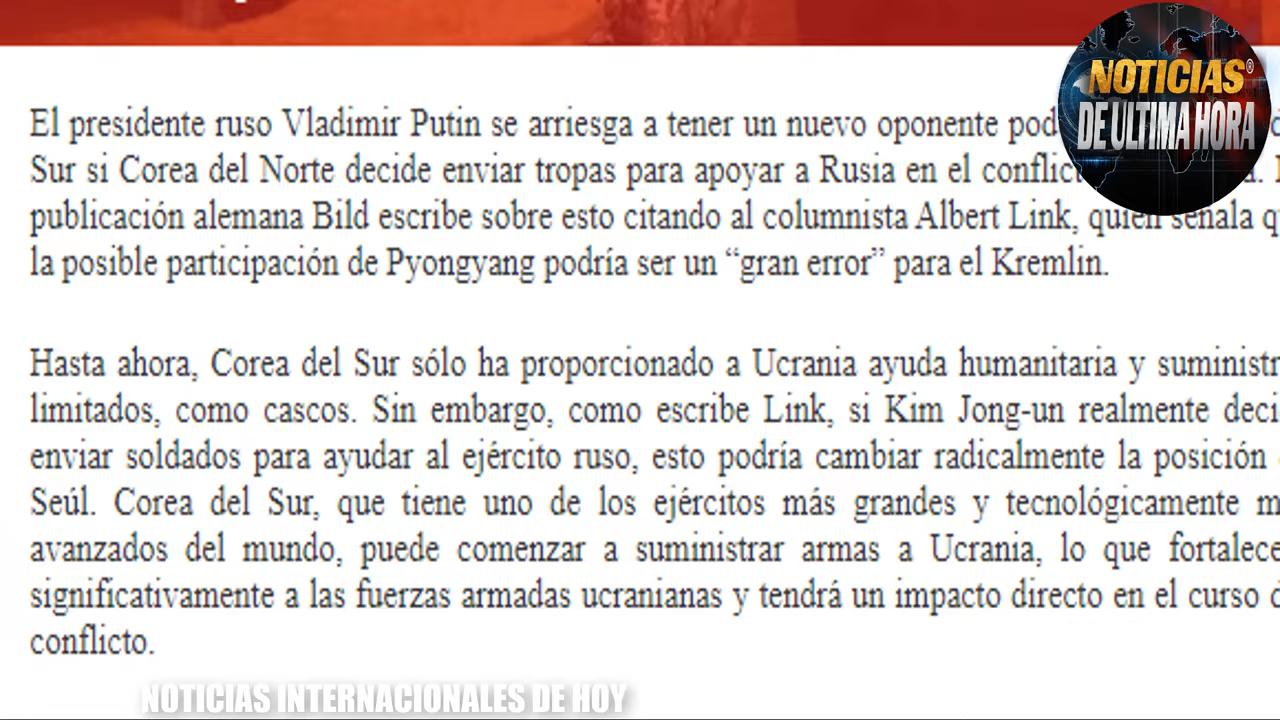 NOTICIAS®
DE ULTIMA HORA
El presidente ruso Vladimir Putin se arriesga a tener un nuevo oponente
Sur si Corea del Norte decide enviar tropas para apoyar a Rusia en el
publicación alemana Bild escribe sobre esto citando al columnista Albert Link, quien señala
la posible participación de Pyongyang podría ser un “gran error” para el Kremlin.
Hasta ahora, Corea del Sur sólo ha proporcionado a Ucrania ayuda humanitaria y
limitados, como cascos. Sin embargo, como escribe Link, si Kim Jong-un realmente
enviar soldados para ayudar al ejército ruso, esto podría cambiar radicalmente la posición
Seúl. Corea del Sur, que tiene uno de los ejércitos más grandes y tecnológicamente
avanzados del mundo, puede comenzar a suministrar armas a Ucrania, lo que
significativamente a las fuerzas armadas ucranianas y tendrá un impacto directo en el curso
conflicto.
NOTICIAS INTERNACIONALES DE HOY